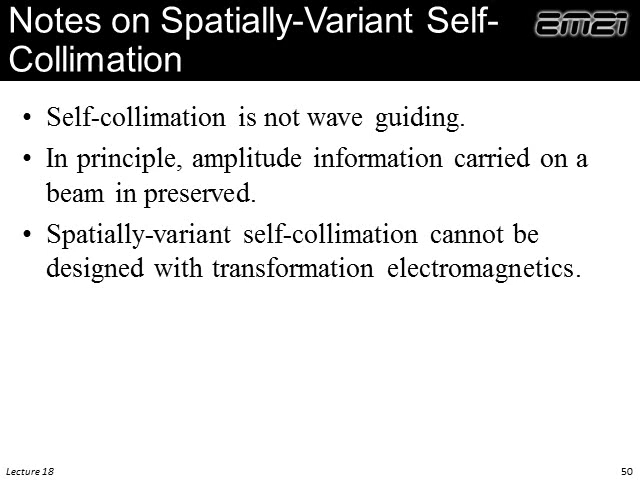 Notes on Spatially-Variant Self-
Collimation
EM21
• Self-collimation is not wave guiding.
• In principle, amplitude information carried on a
beam in preserved.
• Spatially-variant self-collimation cannot be
designed with transformation electromagnetics.
Lecture 18
50